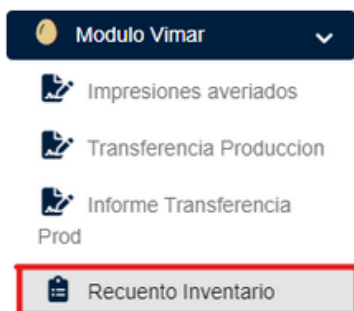 Modulo Vimar
Impresiones averiados
Transferencia Produccion
Informe Transferencia
Prod
Recuento Inventario